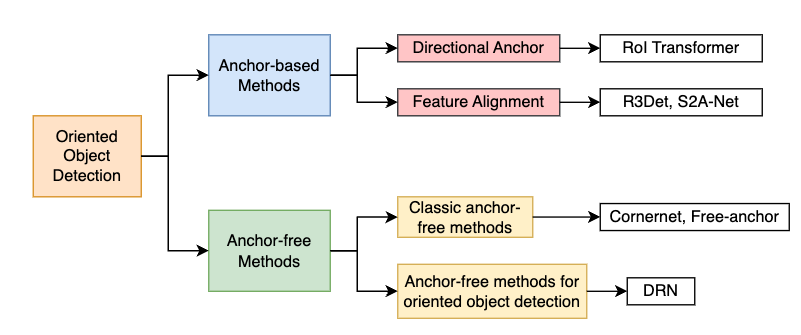 Oriented
Object
Detection
Anchor-based
Methods
Directional Anchor
RoI Transformer
Feature Alignment
R3Det, S2A-Net
Anchor-free
Methods
Classic anchor-
free methods
Cornernet, Free-anchor
Anchor-free methods for
oriented object detection
DRN